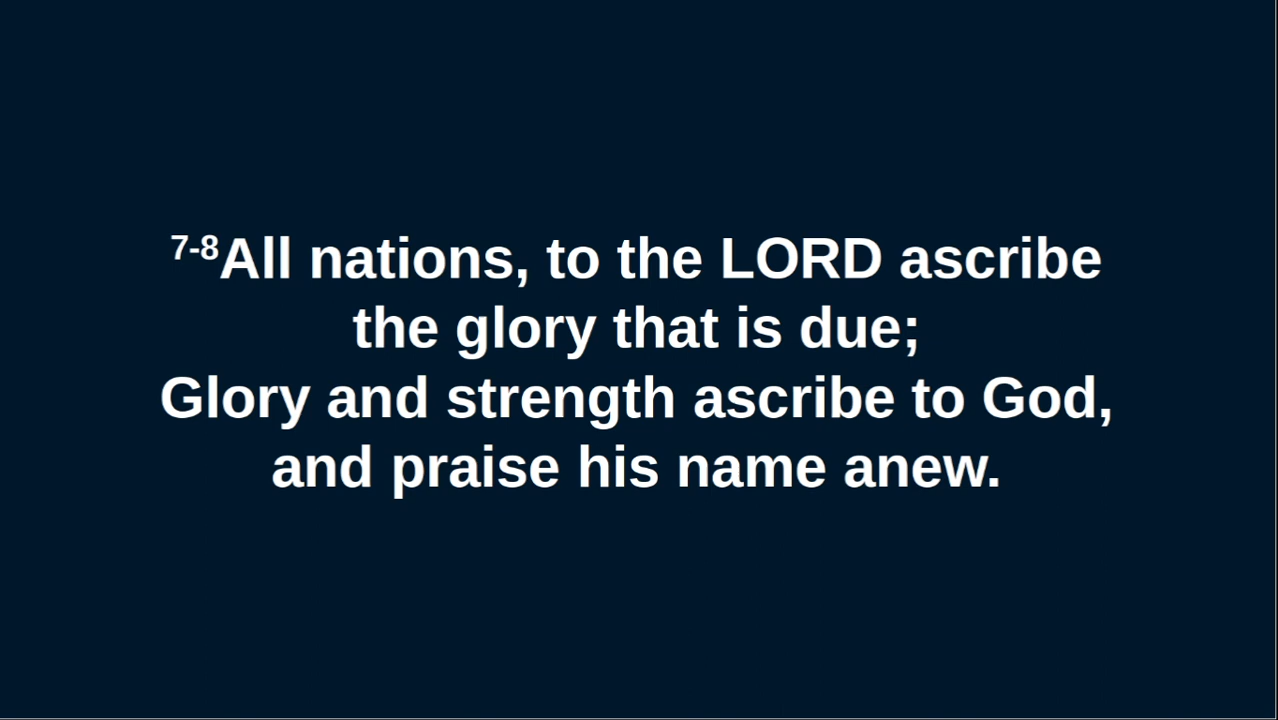 7-8All nations, to the LORD ascribe
the glory that is due;
Glory and strength ascribe to God,
and praise his name anew.